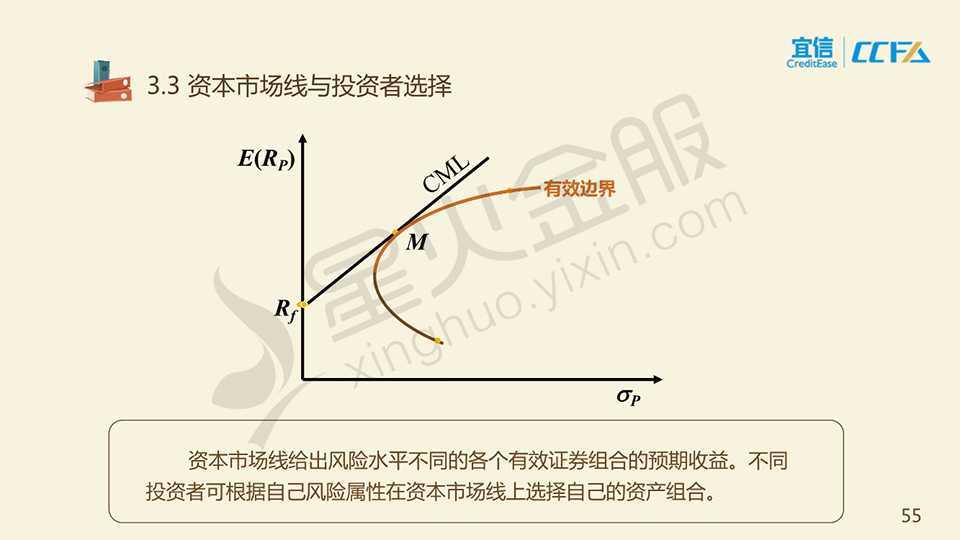 宜信
CreditEase
CCFA
3.3 资本市场线与投资者选择
E(R_P)
CML
有效边界
M
R_f
σ_P
星火金服
xinghuo.yixin.com
资本市场线给出风险水平不同的各个有效证券组合的预期收益。不同
投资者可根据自己风险属性在资本市场线上选择自己的资产组合。
55